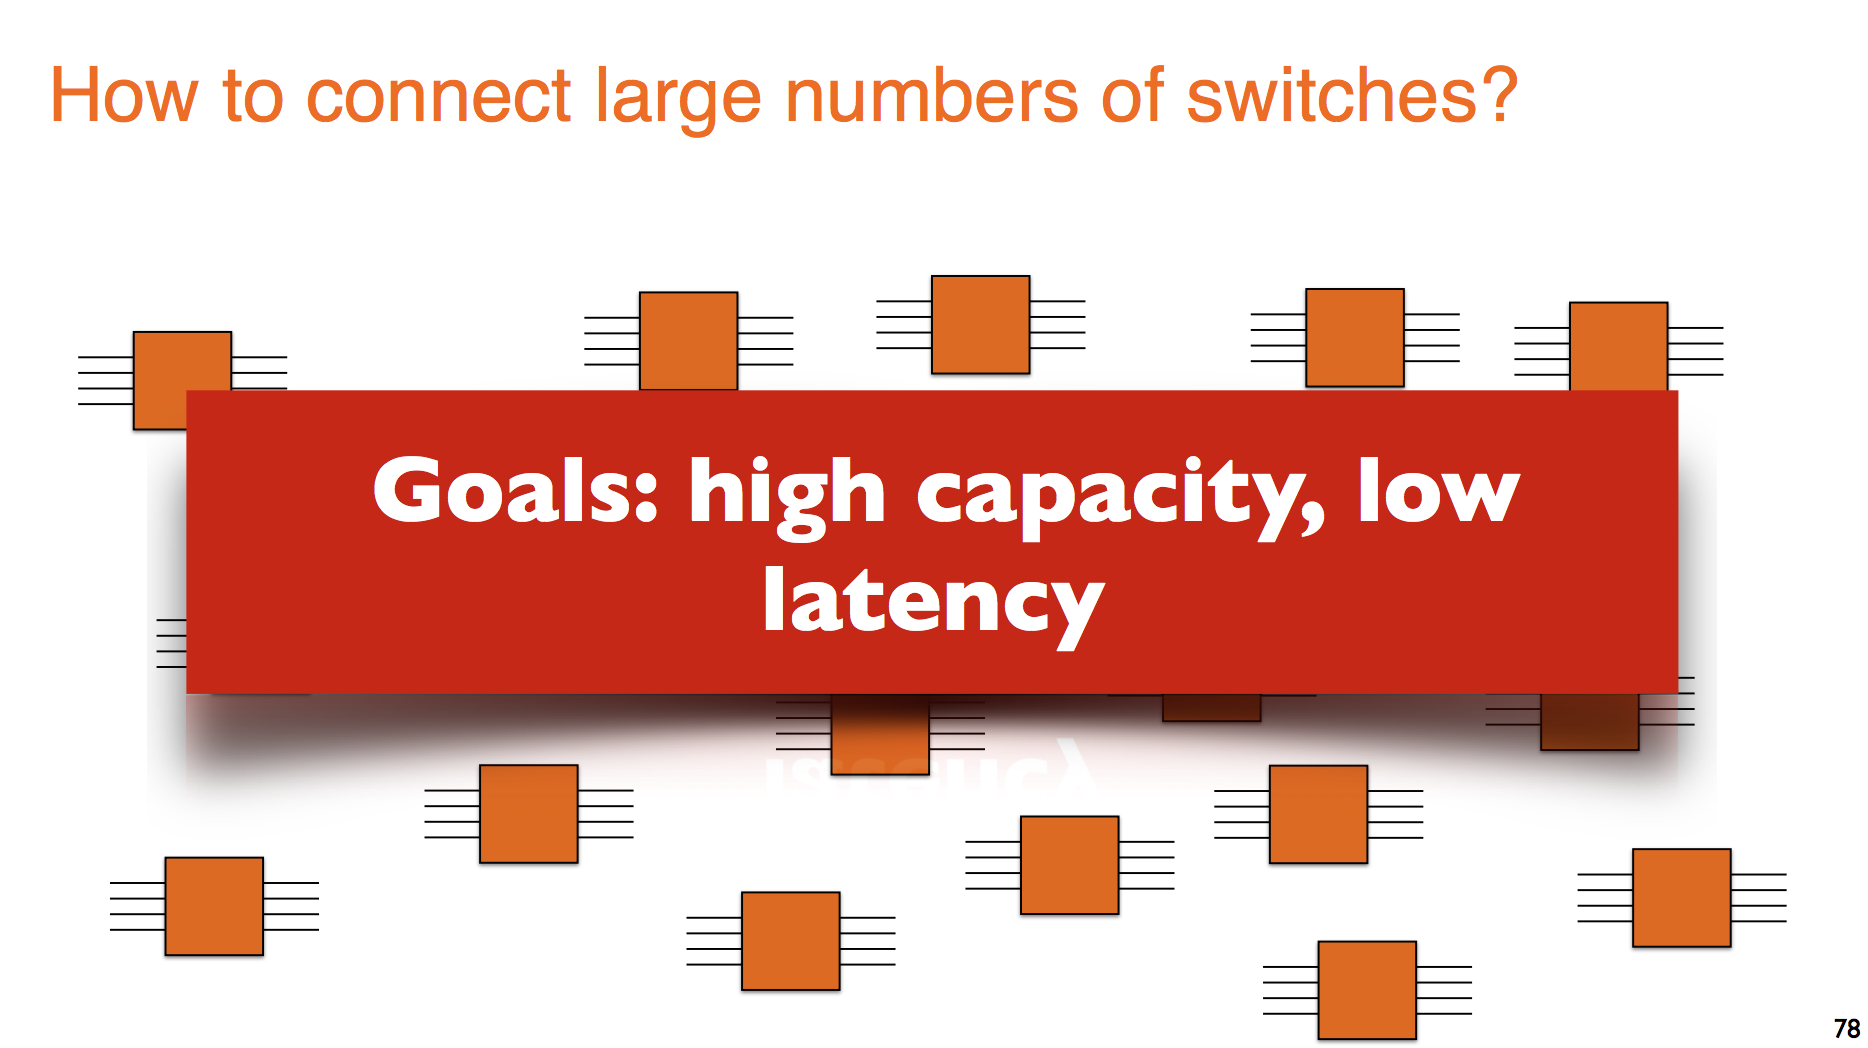 How to connect large numbers of switches?
Goals: high capacity, low
latency
78